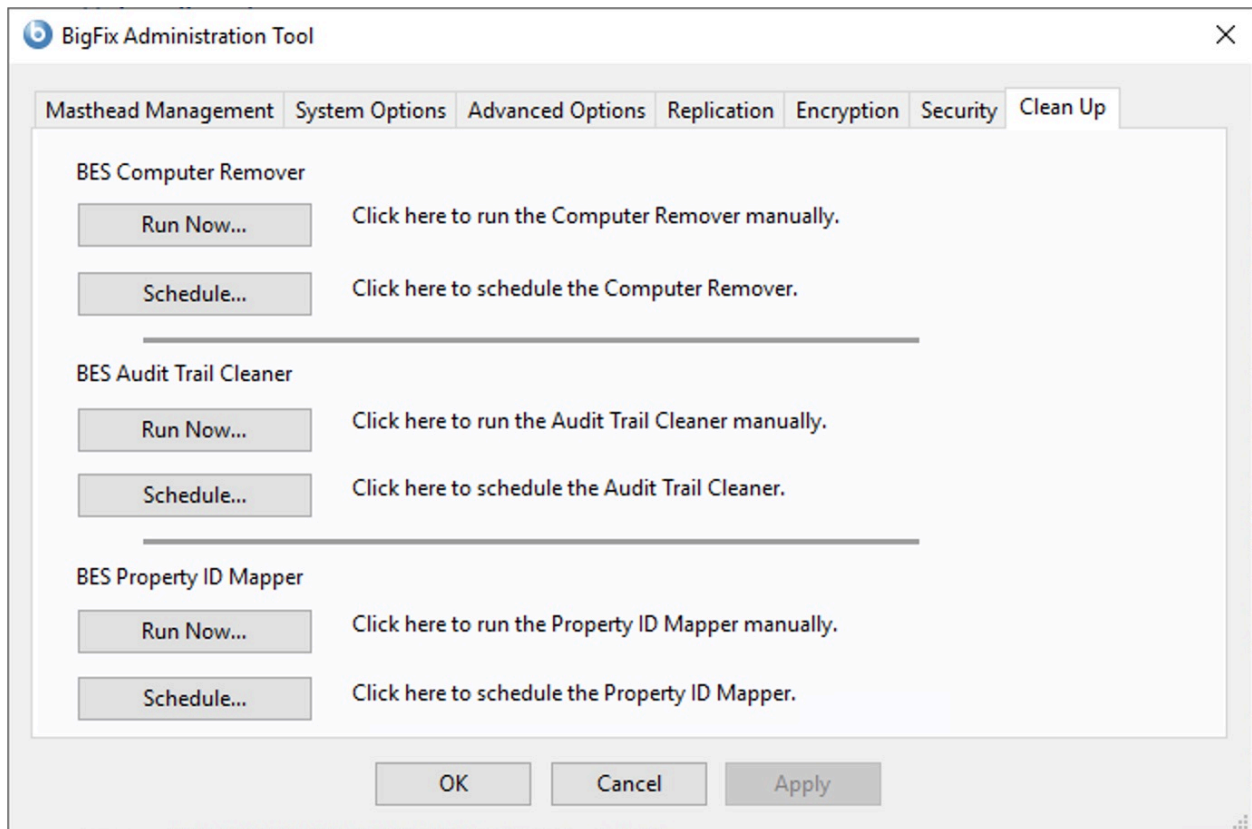 BigFix Administration Tool
Masthead Management System Options Advanced Options Replication Encryption Security Clean Up
BES Computer Remover
Run Now... Click here to run the Computer Remover manually.
Schedule... Click here to schedule the Computer Remover.
BES Audit Trail Cleaner
Run Now... Click here to run the Audit Trail Cleaner manually.
Schedule... Click here to schedule the Audit Trail Cleaner.
BES Property ID Mapper
Run Now... Click here to run the Property ID Mapper manually.
Schedule... Click here to schedule the Property ID Mapper.
OK Cancel Apply